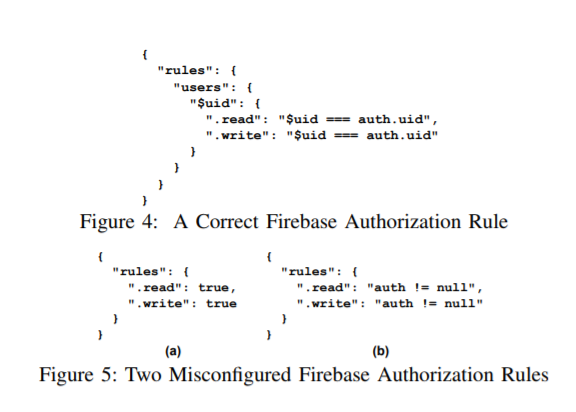 {
"rules": {
"users": {
"$uid": {
".read": "$uid === auth.uid",
".write": "$uid === auth.uid"
}
}
}
}
Figure 4: A Correct Firebase Authorization Rule
{
"rules": {
".read": true,
".write": true
}
}
(a)
{
"rules": {
".read": "auth != null",
".write": "auth != null"
}
}
(b)
Figure 5: Two Misconfigured Firebase Authorization Rules